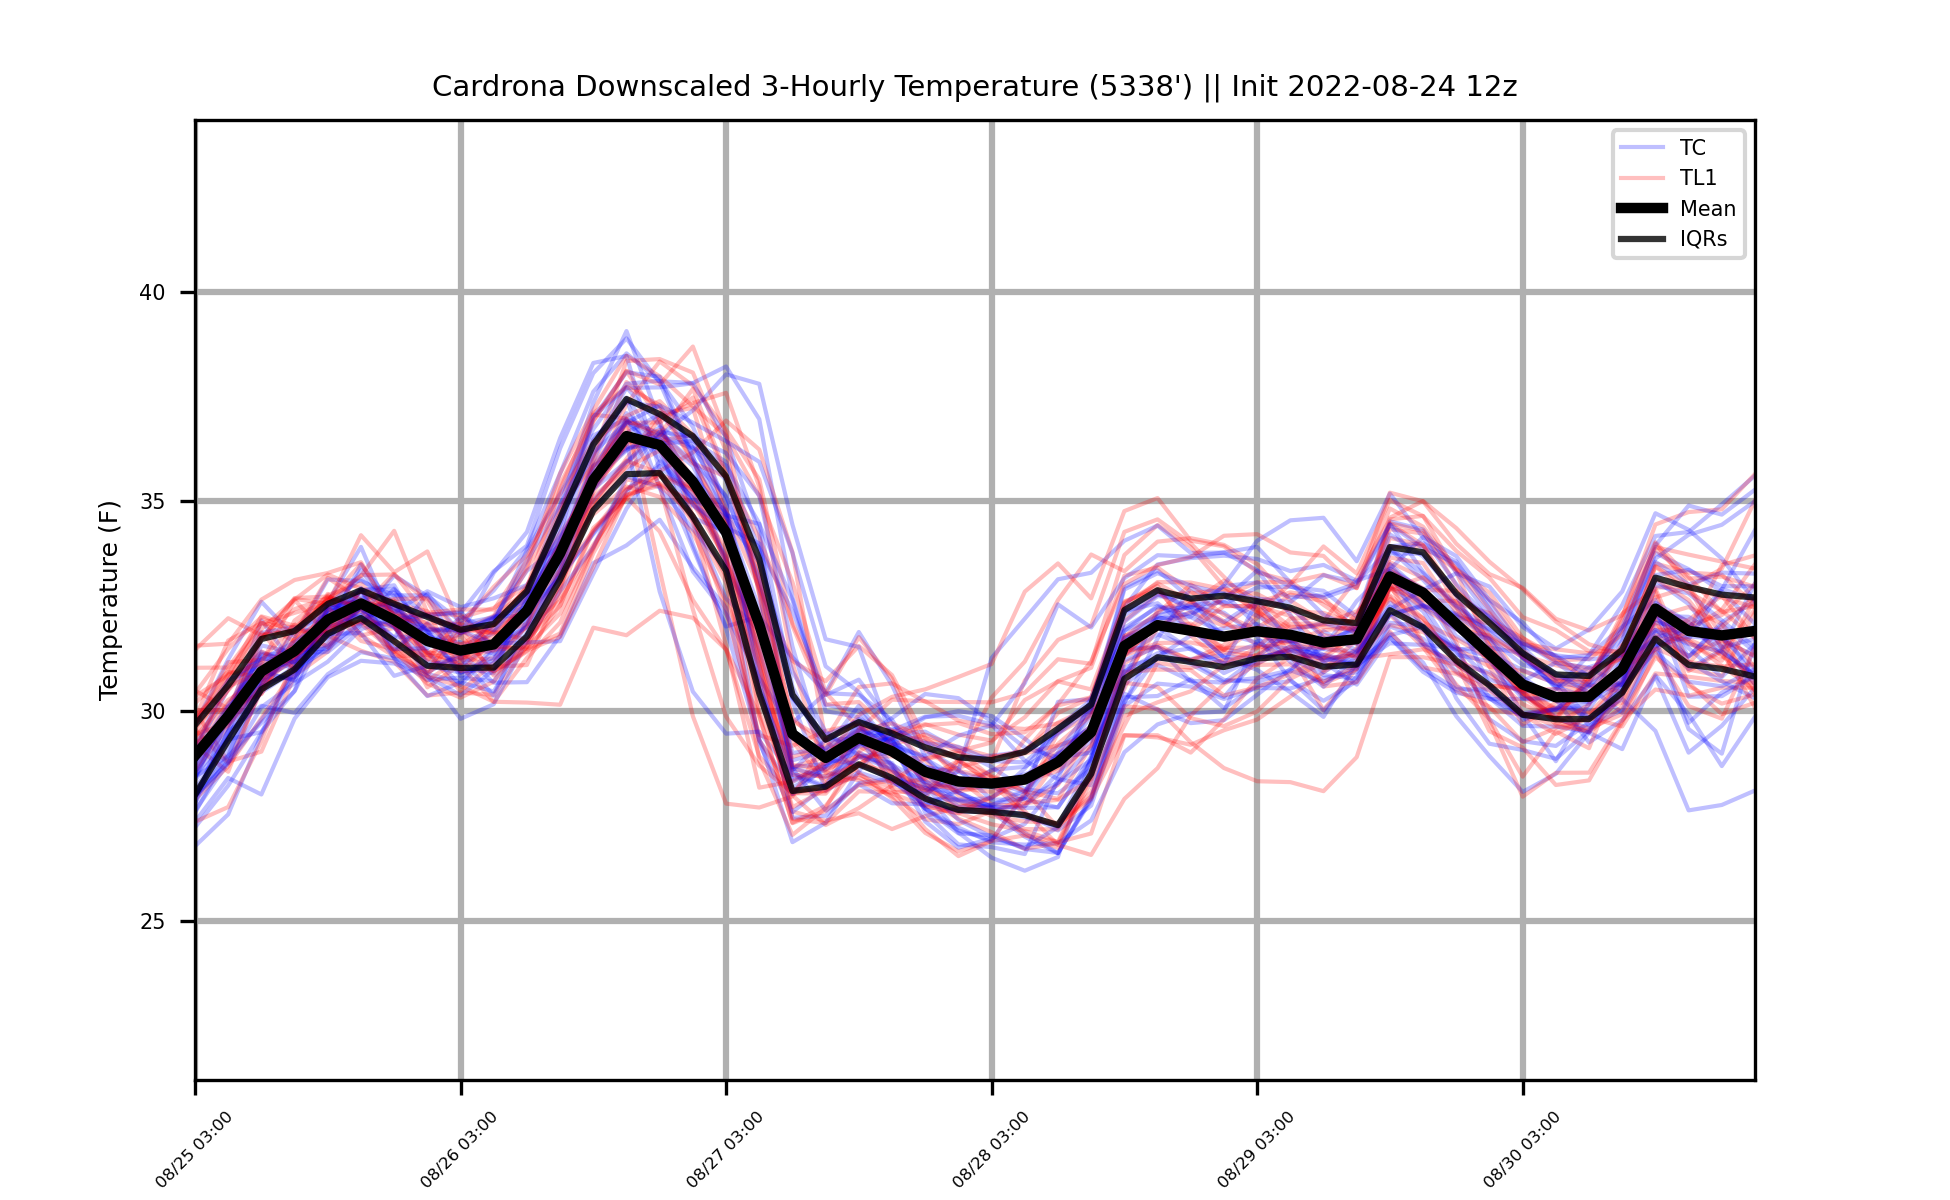 Cardrona Downscaled 3-Hourly Temperature (5338') || Init 2022-08-24 12z
TC
TL1
Mean
IQRs
Temperature (F)
40
35
30
25
08/25 03:00
08/26 03:00
08/27 03:00
08/28 03:00
08/29 03:00
08/30 03:00